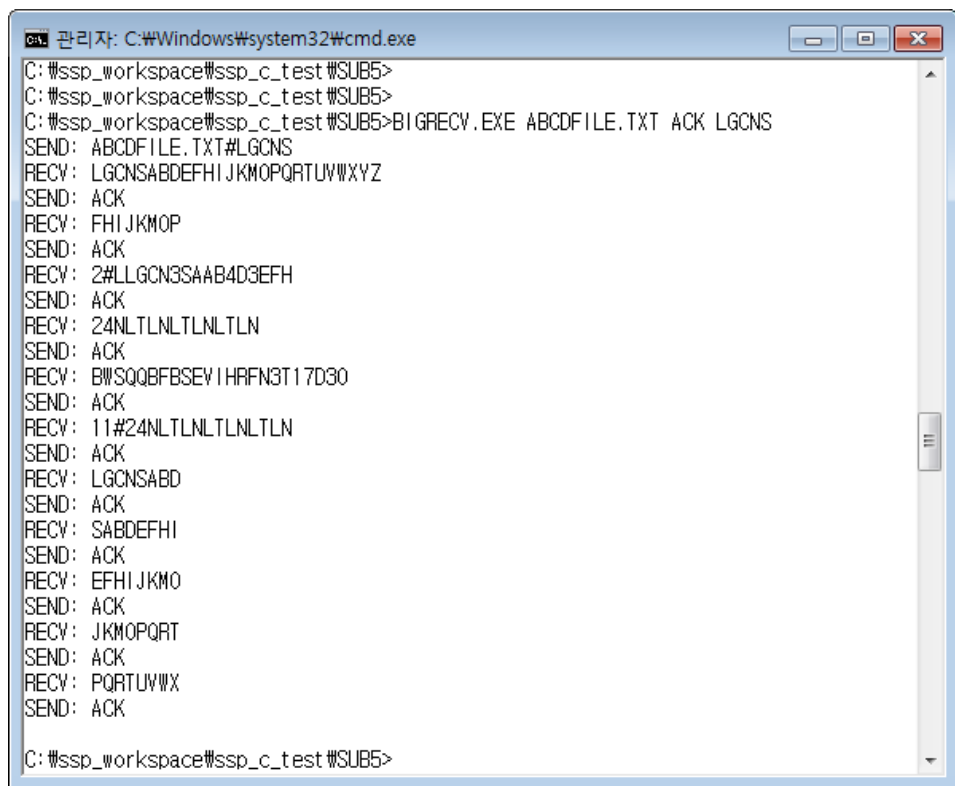 관리자: C:₩Windows₩system32₩cmd.exe
C:₩ssp_workspace₩ssp_c_test₩SUB5>
C:₩ssp_workspace₩ssp_c_test₩SUB5>
C:₩ssp_workspace₩ssp_c_test₩SUB5>BIGRECV.EXE ABCDFILE.TXT ACK LGCNS
SEND: ABCDFILE.TXT#LGCNS
RECV: LGCNSABDEFHIJKMOPQRTUVWXYZ
SEND: ACK
RECV: FHIJKMOP
SEND: ACK
RECV: 2#LLGCN3SAAB4D3EFH
SEND: ACK
RECV: 24NLTLNLTLNLTLN
SEND: ACK
RECV: BWSQQBFBSEVIHRFN3T17D30
SEND: ACK
RECV: 11#24NLTLNLTLNLTLN
SEND: ACK
RECV: LGCNSABD
SEND: ACK
RECV: SABDEFHI
SEND: ACK
RECV: EFHIJKMO
SEND: ACK
RECV: JKMOPQRT
SEND: ACK
RECV: PQRTUVWX
SEND: ACK
C:₩ssp_workspace₩ssp_c_test₩SUB5>